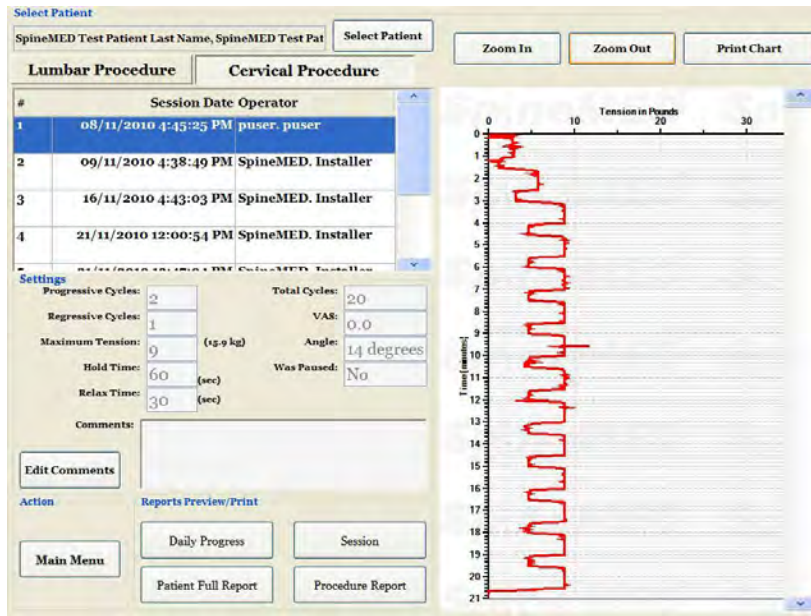 Select Patient
SpineMED Test Patient Last Name, SpineMED Test Pat
Select Patient
Zoom In
Zoom Out
Print Chart
Lumbar Procedure
Cervical Procedure
# Session Date Operator
1 08/11/2010 4:45:25 PM puser. puser
2 09/11/2010 4:38:49 PM SpineMED. Installer
3 16/11/2010 4:43:03 PM SpineMED. Installer
4 21/11/2010 12:00:54 PM SpineMED. Installer
Settings
Progressive Cycles: 2
Total Cycles: 20
Regressive Cycles: 1
VAS: 0.0
Maximum Tension: 9 (15.9 kg)
Angle: 14 degrees
Hold Time: 60 (sec)
Was Paused: No
Relax Time: 30 (sec)
Comments:
Edit Comments
Action
Reports Preview/Print
Main Menu
Daily Progress
Session
Patient Full Report
Procedure Report
Tension in Pounds
0 10 20 30
Time [minutes]
0
1
2
3
4
5
6
7
8
9
10
11
12
13
14
15
16
17
18
19
20
21